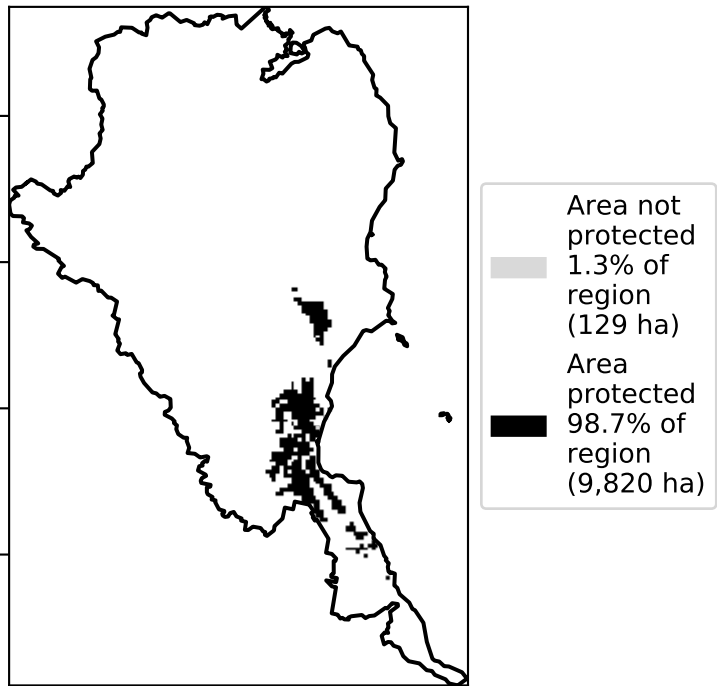 Area not
protected
1.3% of
region
(129 ha)
Area
protected
98.7% of
region
(9,820 ha)